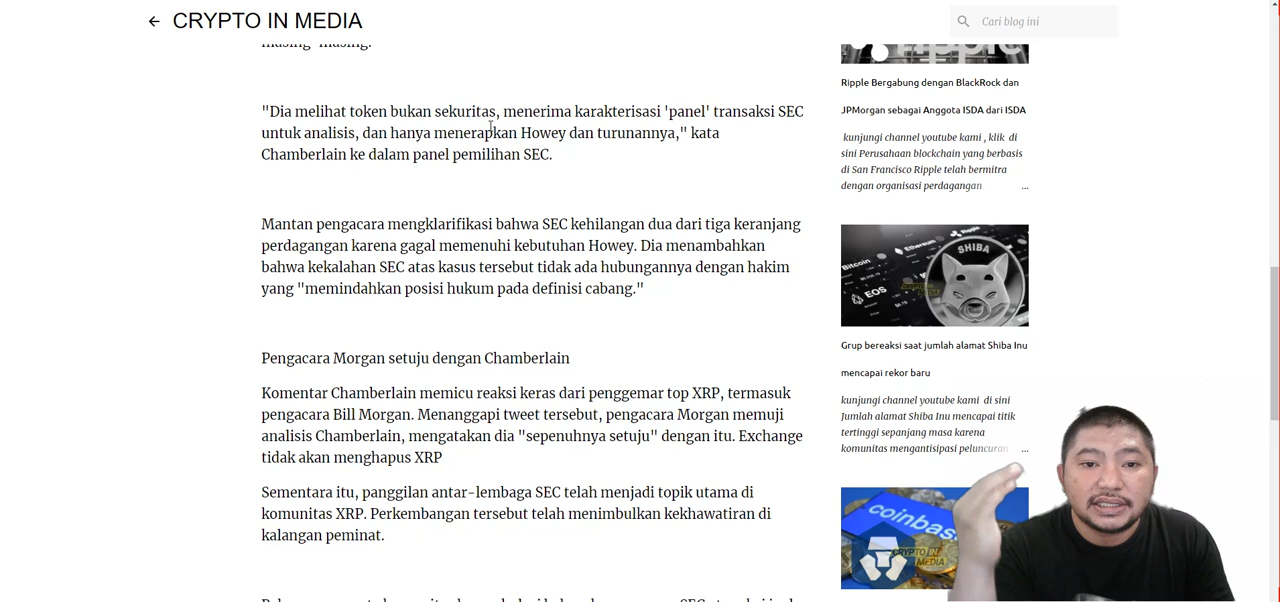 CRYPTO IN MEDIA
Cari blog ini
masing-masing.
"Dia melihat token bukan sekuritas, menerima karakterisasi 'panel' transaksi SEC
untuk analisis, dan hanya menerapkan Howey dan turunannya," kata
Chamberlain ke dalam panel pemilihan SEC.
Mantan pengacara mengklarifikasi bahwa SEC kehilangan dua dari tiga keranjang
perdagangan karena gagal memenuhi kebutuhan Howey. Dia menambahkan
bahwa kekalahan SEC atas kasus tersebut tidak ada hubungannya dengan hakim
yang "memindahkan posisi hukum pada definisi cabang."
Pengacara Morgan setuju dengan Chamberlain
Komentar Chamberlain memicu reaksi keras dari penggemar top XRP, termasuk
pengacara Bill Morgan. Menanggapi tweet tersebut, pengacara Morgan memuji
analisis Chamberlain, mengatakan dia "sepenuhnya setuju" dengan itu. Exchange
tidak akan menghapus XRP
Sementara itu, panggilan antar-lembaga SEC telah menjadi topik utama di
komunitas XRP. Perkembangan tersebut telah menimbulkan kekhawatiran di
kalangan peminat.
ripple
Ripple Bergabung dengan BlackRock dan
JPMorgan sebagai Anggota ISDA dari ISDA
kunjungi channel youtube kami , klik di
sini Perusahaan blockchain yang berbasis
di San Francisco Ripple telah bermitra
dengan organisasi perdagangan ...
Bitcoin
Ethereum
EOS
SHIBA
Grup bereaksi saat jumlah alamat Shiba Inu
mencapai rekor baru
kunjungi channel youtube kami di sini
Jumlah alamat Shiba Inu mencapai titik
tertinggi sepanjang masa karena
komunitas mengantisipasi peluncuran ...
coinbas
CRYPTO IN
MEDIA